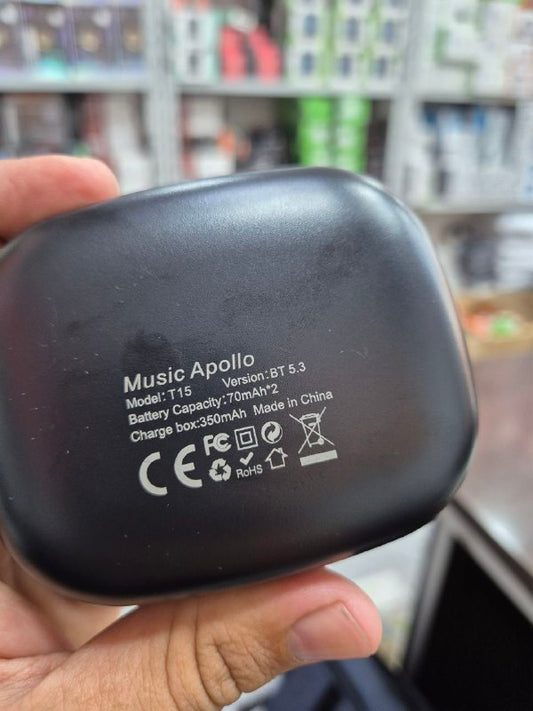 Music Apollo
Model: T15 Version: BT 5.3
Battery Capacity:70mAh*2
Charge box:350mAh Made in China
CE FC RoHS